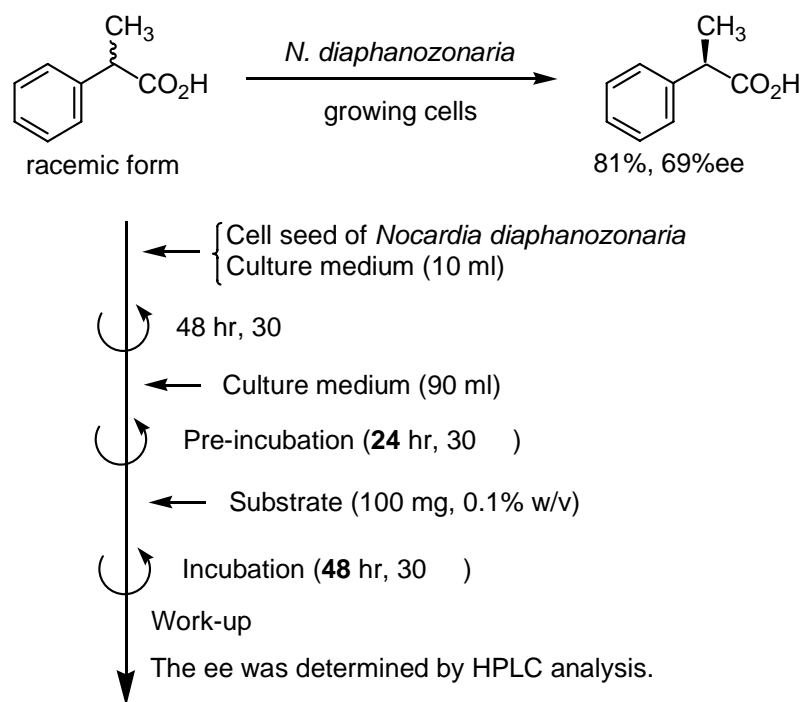 CH3
CO2H
racemic form
N. diaphanozonaria
growing cells
CH3
CO2H
81%, 69%ee
Cell seed of Nocardia diaphanozonaria
Culture medium (10 ml)
48 hr, 30
Culture medium (90 ml)
Pre-incubation (24 hr, 30 )
Substrate (100 mg, 0.1% w/v)
Incubation (48 hr, 30 )
Work-up
The ee was determined by HPLC analysis.